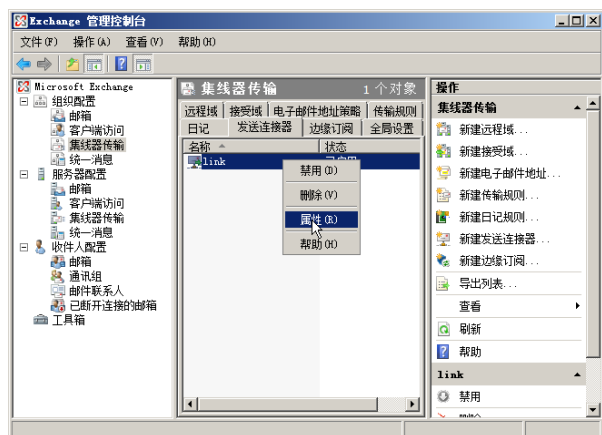 Exchange 管理控制台
文件(F) 操作(A) 查看(V) 帮助(H)
Microsoft Exchange
组织配置
邮箱
客户端访问
集线器传输
统一消息
服务器配置
邮箱
客户端访问
集线器传输
统一消息
收件人配置
邮箱
通讯组
邮件联系人
已断开连接的邮箱
工具箱
集线器传输 1 个对象
远程域 接受域 电子邮件地址策略 传输规则
日记 发送连接器 边缘订阅 全局设置
名称 状态
link 已启用
禁用(D)
删除(V)
属性(R)
帮助(H)
操作
集线器传输
新建远程域...
新建接受域...
新建电子邮件地址...
新建传输规则...
新建日记规则...
新建发送连接器...
新建边缘订阅...
导出列表...
查看
刷新
帮助
link
禁用